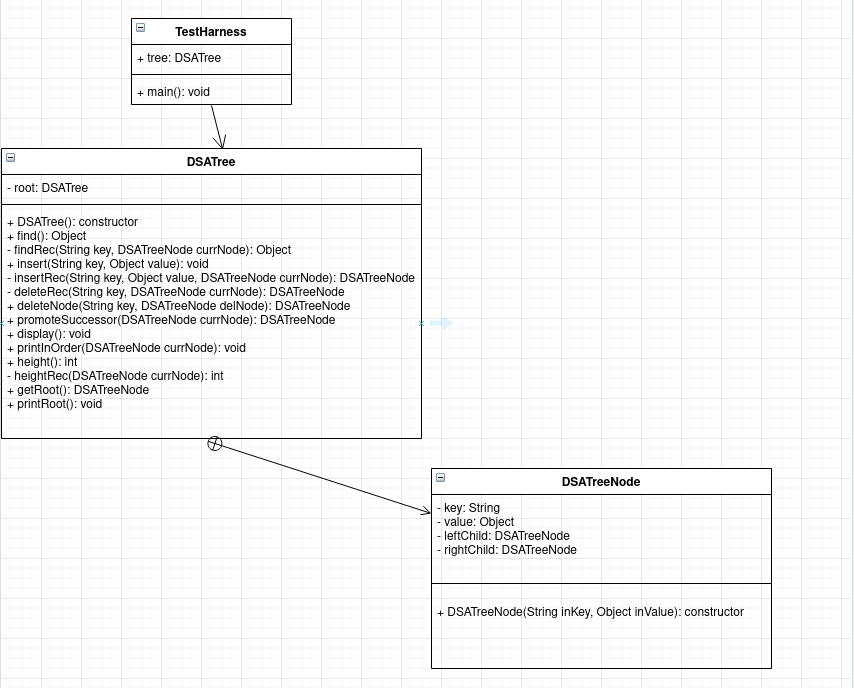 TestHarness
+ tree: DSATree
+ main(): void
DSATree
- root: DSATree
+ DSATree(): constructor
+ find(): Object
- findRec(String key, DSATreeNode currNode): Object
+ insert(String key, Object value): void
- insertRec(String key, Object value, DSATreeNode currNode): DSATreeNode
- deleteRec(String key, DSATreeNode currNode): DSATreeNode
+ deleteNode(String key, DSATreeNode delNode): DSATreeNode
+ promoteSuccessor(DSATreeNode currNode): DSATreeNode
+ display(): void
+ printInOrder(DSATreeNode currNode): void
+ height(): int
- heightRec(DSATreeNode currNode): int
+ getRoot(): DSATreeNode
+ printRoot(): void
DSATreeNode
- key: String
- value: Object
- leftChild: DSATreeNode
- rightChild: DSATreeNode
+ DSATreeNode(String inKey, Object inValue): constructor